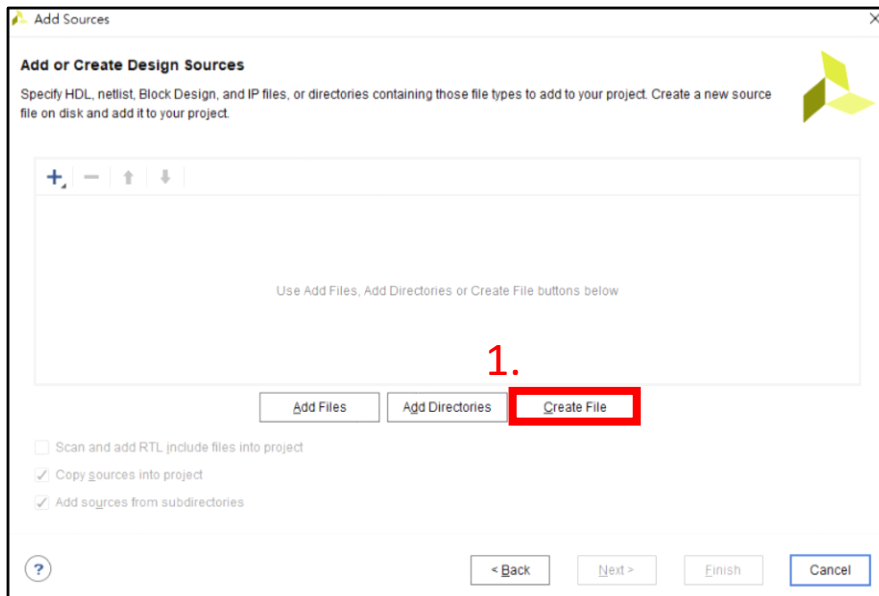 Add Sources
Add or Create Design Sources
Specify HDL, netlist, Block Design, and IP files, or directories containing those file types to add to your project. Create a new source
file on disk and add it to your project.
Use Add Files, Add Directories or Create File buttons below
1.
Add Files Add Directories Create File
Scan and add RTL include files into project
Copy sources into project
Add sources from subdirectories
? < Back Next > Finish Cancel